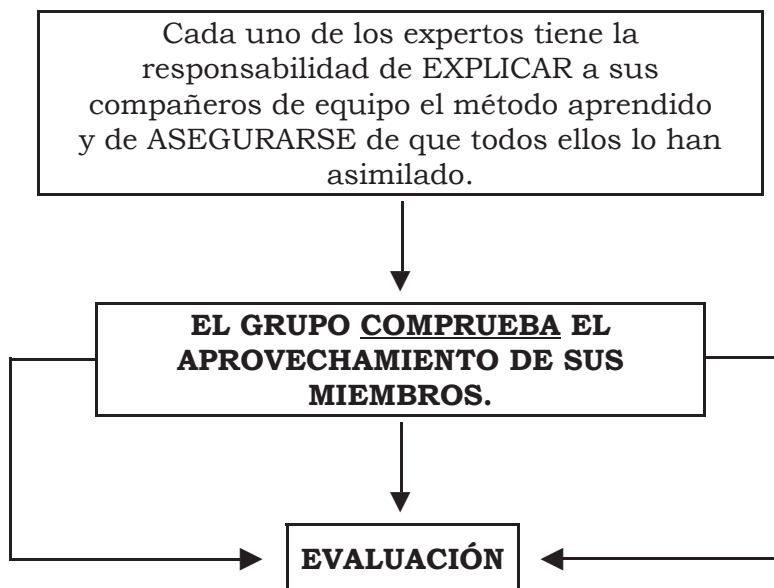 Cada uno de los expertos tiene la
responsabilidad de EXPLICAR a sus
compañeros de equipo el método aprendido
y de ASEGURARSE de que todos ellos lo han
asimilado.
EL GRUPO COMPRUEBA EL
APROVECHAMIENTO DE SUS
MIEMBROS.
EVALUACIÓN